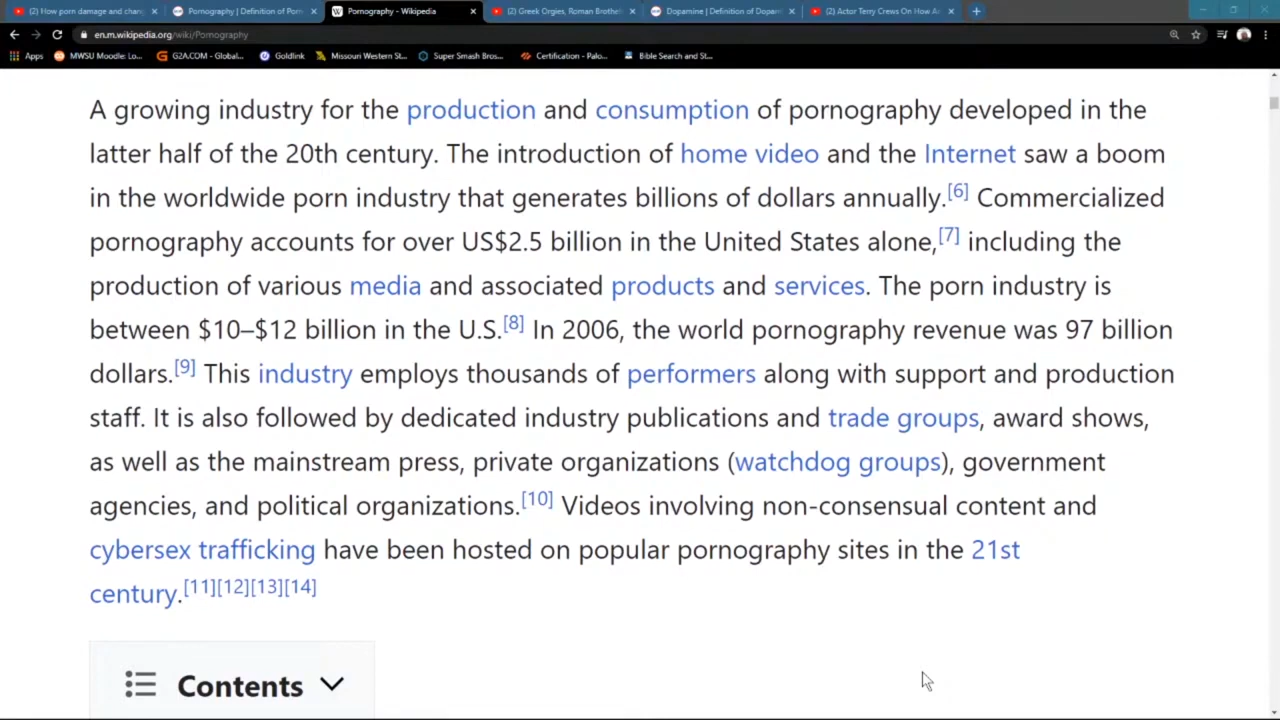 (2) How porn damage and chang
Pornography | Definition of Porn
Pornography - Wikipedia
(2) Greek Orgies, Roman Brothe
Dopamine | Definition of Dopam
(2) Actor Terry Crews On How A
en.m.wikipedia.org/wiki/Pornography
Apps
MWSU Moodle: Lo...
G2A.COM - Global...
Goldlink
Missouri Western St...
Super Smash Bros...
Certification - Palo...
Bible Search and St...
A growing industry for the production and consumption of pornography developed in the
latter half of the 20th century. The introduction of home video and the Internet saw a boom
in the worldwide porn industry that generates billions of dollars annually.[6] Commercialized
pornography accounts for over US$2.5 billion in the United States alone,[7] including the
production of various media and associated products and services. The porn industry is
between $10–$12 billion in the U.S.[8] In 2006, the world pornography revenue was 97 billion
dollars.[9] This industry employs thousands of performers along with support and production
staff. It is also followed by dedicated industry publications and trade groups, award shows,
as well as the mainstream press, private organizations (watchdog groups), government
agencies, and political organizations.[10] Videos involving non-consensual content and
cybersex trafficking have been hosted on popular pornography sites in the 21st
century.[11][12][13][14]
Contents